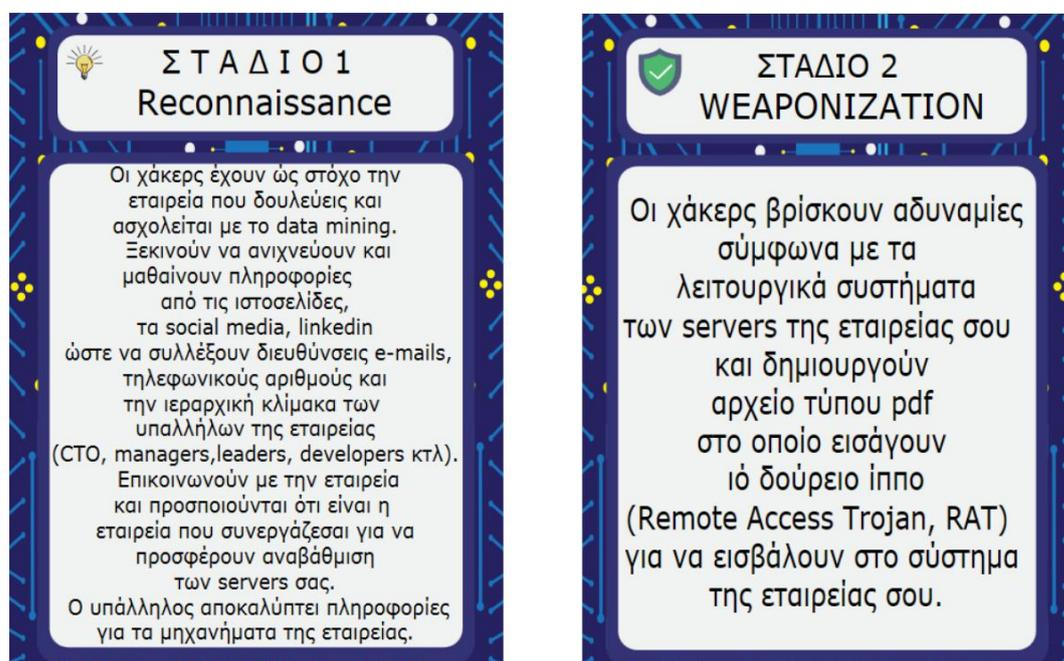 Σ Τ Α Δ Ι Ο 1
Reconnaissance
Οι χάκερς έχουν ώς στόχο την
εταιρεία που δουλεύεις και
ασχολείται με το data mining.
Ξεκινούν να ανιχνεύουν και
μαθαίνουν πληροφορίες
από τις ιστοσελίδες,
τα social media, linkedin
ώστε να συλλέξουν διευθύνσεις e-mails,
τηλεφωνικούς αριθμούς και
την ιεραρχική κλίμακα των
υπαλλήλων της εταιρείας
(CTO, managers,leaders, developers κτλ).
Επικοινωνούν με την εταιρεία
και προσποιούνται ότι είναι η
εταιρεία που συνεργάζεσαι για να
προσφέρουν αναβάθμιση
των servers σας.
Ο υπάλληλος αποκαλύπτει πληροφορίες
για τα μηχανήματα της εταιρείας.
ΣΤΑΔΙΟ 2
WEAPONIZATION
Οι χάκερς βρίσκουν αδυναμίες
σύμφωνα με τα
λειτουργικά συστήματα
των servers της εταιρείας σου
και δημιουργούν
αρχείο τύπου pdf
στο οποίο εισάγουν
ιό δούρειο ίππο
(Remote Access Trojan, RAT)
για να εισβάλουν στο σύστημα
της εταιρείας σου.